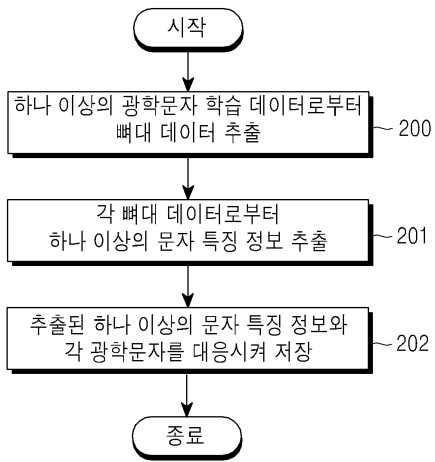 시작
하나 이상의 광학문자 학습 데이터로부터
뼈대 데이터 추출
200
각 뼈대 데이터로부터
하나 이상의 문자 특징 정보 추출
201
추출된 하나 이상의 문자 특징 정보와
각 광학문자를 대응시켜 저장
202
종료